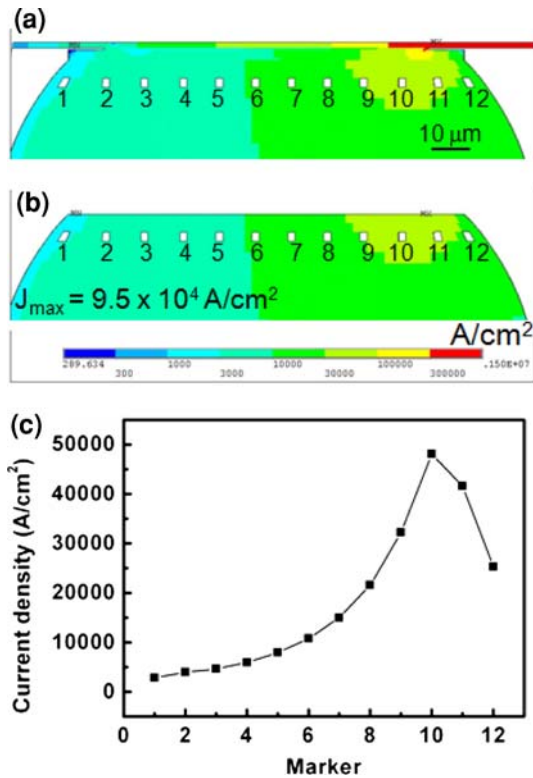 (a)
1 2 3 4 5 6 7 8 9 10 11 12
10 μm
(b)
1 2 3 4 5 6 7 8 9 10 11 12
Jmax = 9.5 x 10⁴ A/cm²
A/cm²
289.634 1000 10000 100000 .150E+07
300 3000 30000 300000
(c)
50000
40000
30000
20000
10000
0
Current density (A/cm²)
0 2 4 6 8 10 12
Marker